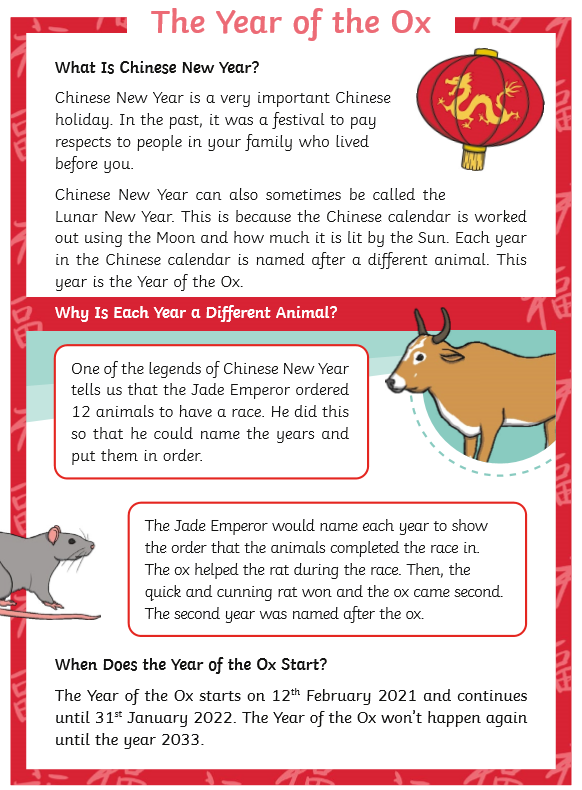 The Year of the Ox
What Is Chinese New Year?
Chinese New Year is a very important Chinese
holiday. In the past, it was a festival to pay
respects to people in your family who lived
before you.
Chinese New Year can also sometimes be called the
Lunar New Year. This is because the Chinese calendar is worked
out using the Moon and how much it is lit by the Sun. Each year
in the Chinese calendar is named after a different animal. This
year is the Year of the Ox.
Why Is Each Year a Different Animal?
One of the legends of Chinese New Year
tells us that the Jade Emperor ordered
12 animals to have a race. He did this
so that he could name the years and
put them in order.
The Jade Emperor would name each year to show
the order that the animals completed the race in.
The ox helped the rat during the race. Then, the
quick and cunning rat won and the ox came second.
The second year was named after the ox.
When Does the Year of the Ox Start?
The Year of the Ox starts on 12th February 2021 and continues
until 31st January 2022. The Year of the Ox won't happen again
until the year 2033.